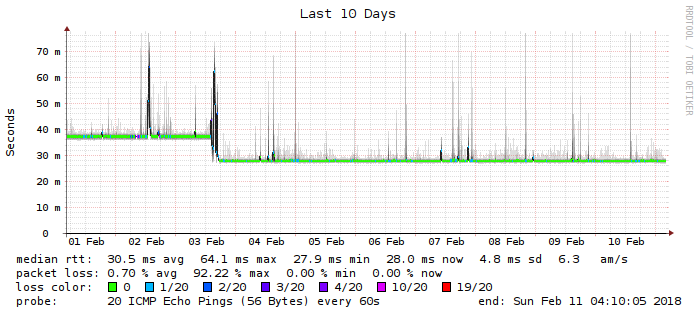 Last 10 Days
RRDTOOL / TOBI OETIKER
Seconds
70 m
60 m
50 m
40 m
30 m
20 m
10 m
0
01 Feb 02 Feb 03 Feb 04 Feb 05 Feb 06 Feb 07 Feb 08 Feb 09 Feb 10 Feb
median rtt: 30.5 ms avg 64.1 ms max 27.9 ms min 28.0 ms now 4.8 ms sd 6.3 am/s
packet loss: 0.70 % avg 92.22 % max 0.00 % min 0.00 % now
loss color: 0 1/20 2/20 3/20 4/20 10/20 19/20
probe: 20 ICMP Echo Pings (56 Bytes) every 60s end: Sun Feb 11 04:10:05 2018